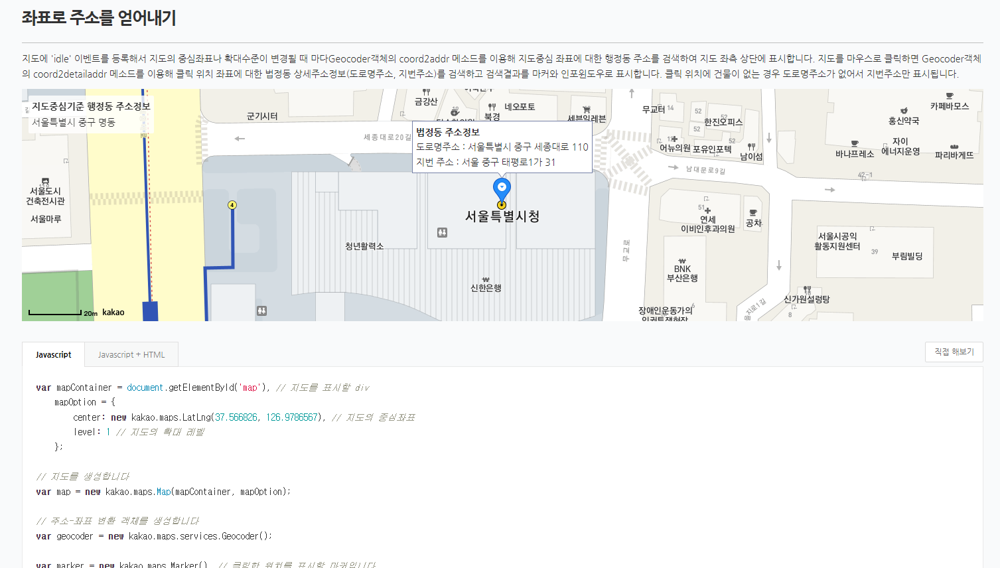 좌표로 주소를 얻어내기
지도에 'idle' 이벤트를 등록해서 지도의 중심좌표나 확대수준이 변경될 때 마다Geocoder객체의 coord2addr 메소드를 이용해 지도중심 좌표에 대한 행정동 주소를 검색하여 지도 좌측 상단에 표시합니다. 지도를 마우스로 클릭하면 Geocoder객체
의 coord2detailaddr 메소드를 이용해 클릭 위치 좌표에 대한 법정동 상세주소정보(도로명주소, 지번주소)를 검색하고 검색결과를 마커와 인포윈도우로 표시합니다. 클릭 위치에 건물이 없는 경우 도로명주소가 없어서 지번주소만 표시됩니다.
지도중심기준 행정동 주소정보
서울특별시 중구 명동
군기시터
금강산
19
북경
네오포토
세븐일레븐
무교터
14
52
한진오피스
52
52
52
어뉴의원
포유인포텍
남이섬
카페바모스
홍신약국
바나프레소
자이
에너지운영
파리바게뜨
세종대로20길
법정동 주소정보
도로명주소 : 서울특별시 중구 세종대로 110
지번 주소 : 서울 중구 태평로1가 31
남대문로9길
42-1
서울도시
건축전시관
서울마루
4
서울특별시청
청년활력소
신한은행
무교로
51
연세
이비인후과의원
공차
서울시공익
활동지원센터
39
부림빌딩
BNK
부산은행
장애인운동가의
6
을지로1길
신가원설렁탕
8
20m
kakao
Javascript
Javascript + HTML
직접 해보기
var mapContainer = document.getElementById('map'), // 지도를 표시할 div
mapOption = {
center: new kakao.maps.LatLng(37.566826, 126.9786567), // 지도의 중심좌표
level: 1 // 지도의 확대 레벨
};
// 지도를 생성합니다
var map = new kakao.maps.Map(mapContainer, mapOption);
// 주소-좌표 변환 객체를 생성합니다
var geocoder = new kakao.maps.services.Geocoder();
var marker = new kakao.maps.Marker(), // 클릭한 위치를 표시할 마커입니다